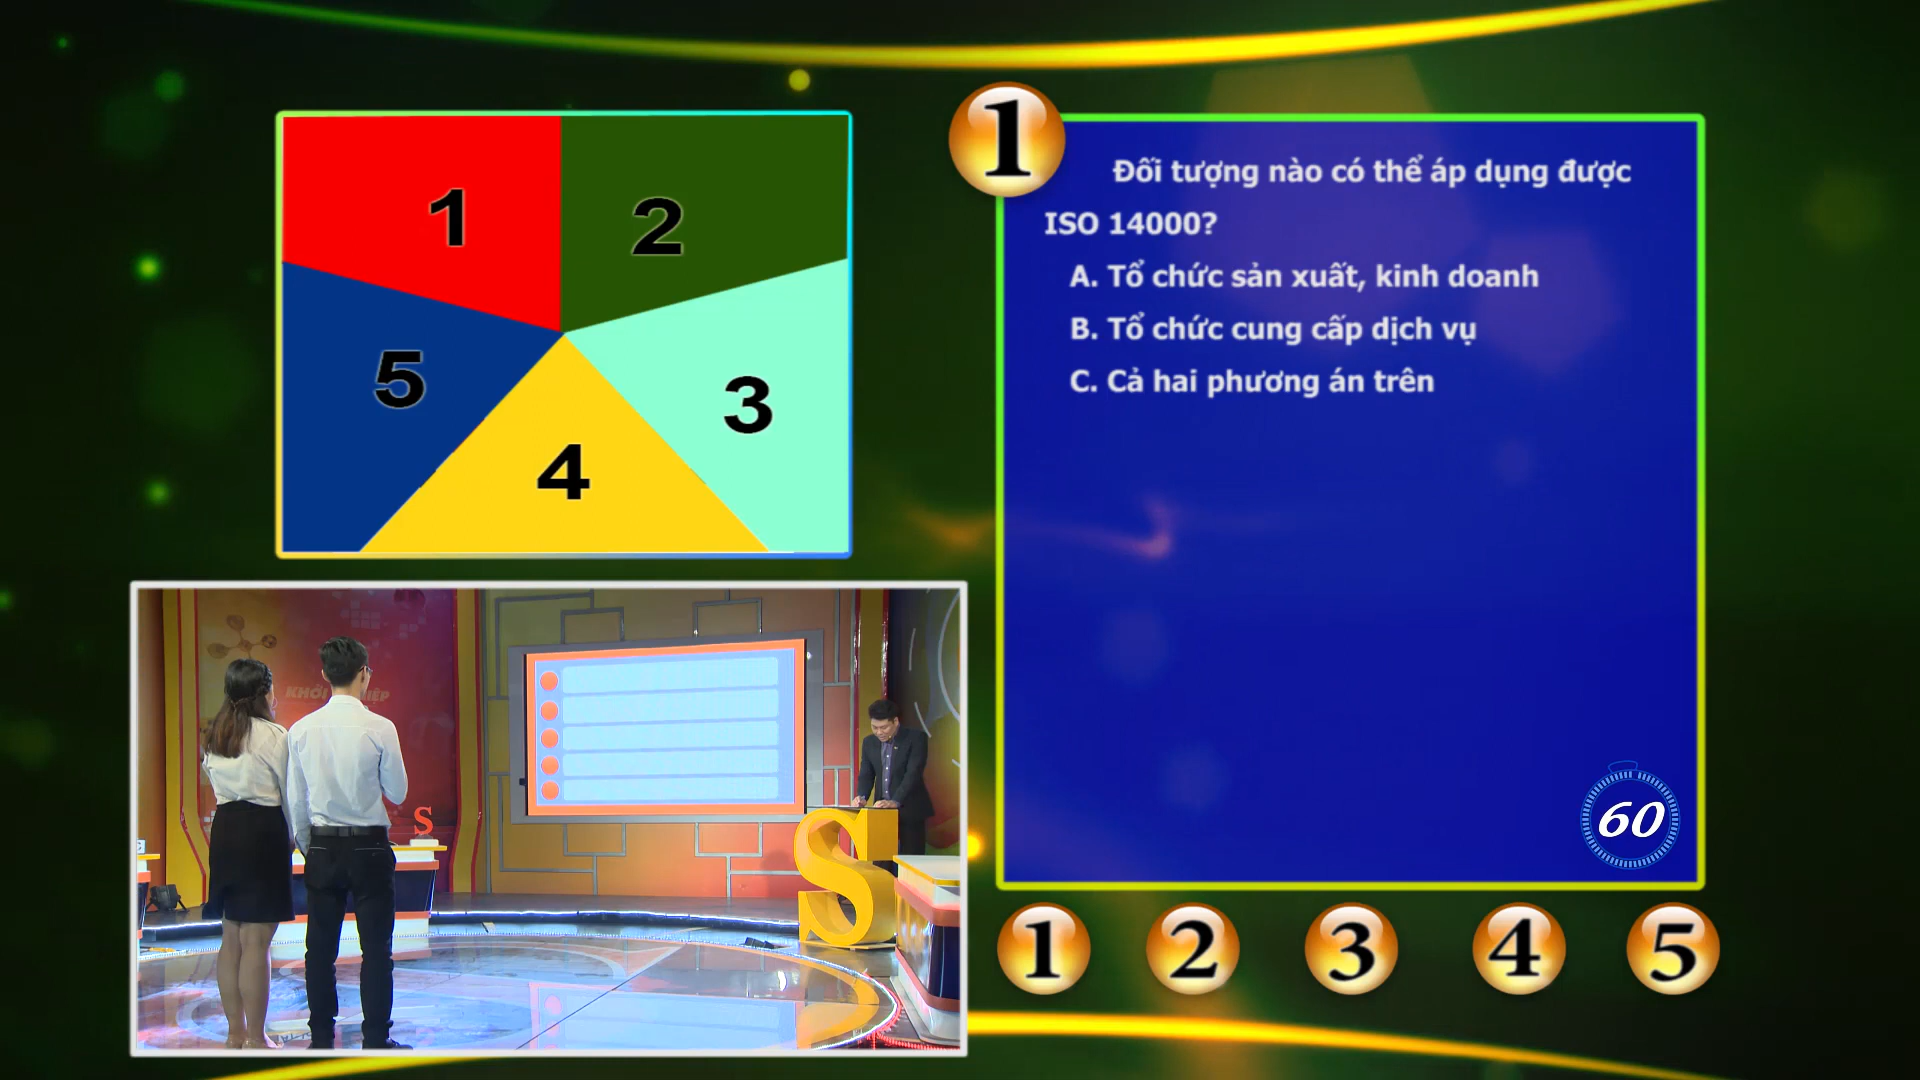 1
2
3
4
5
1
Đối tượng nào có thể áp dụng được
ISO 14000?
A. Tổ chức sản xuất, kinh doanh
B. Tổ chức cung cấp dịch vụ
C. Cả hai phương án trên
60
S
S
1
2
3
4
5